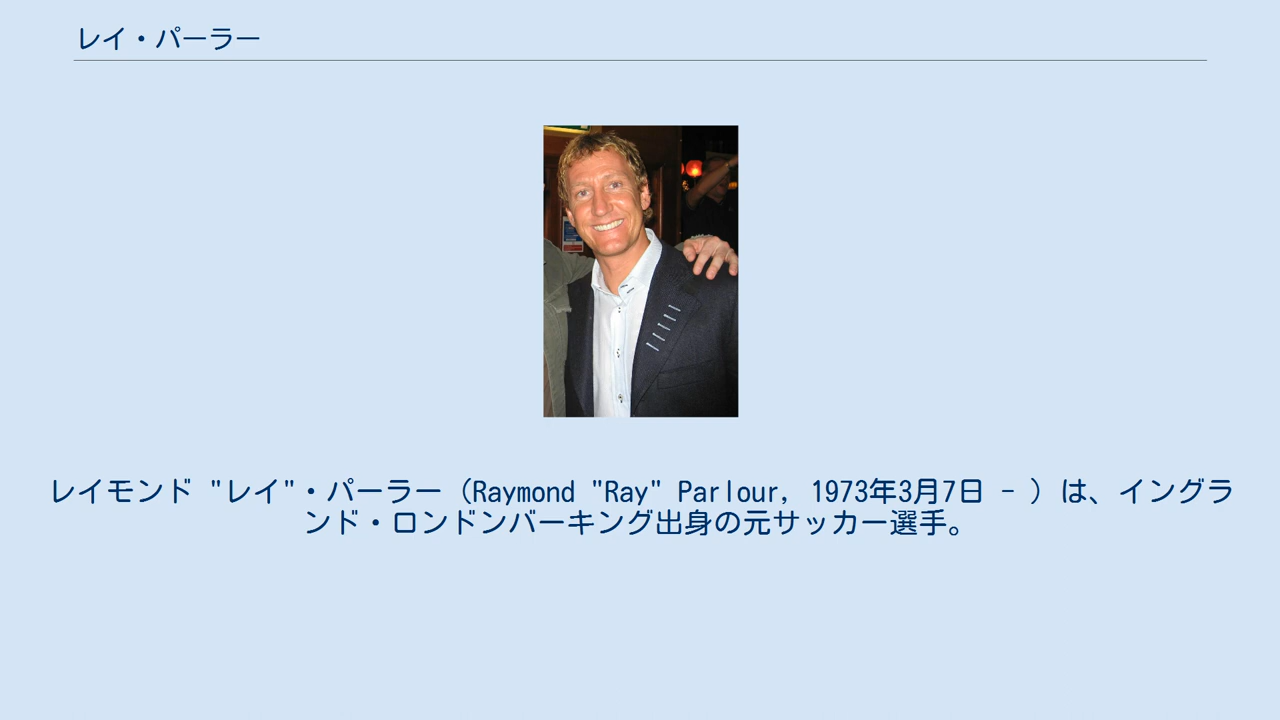 レイ・パーラー
レイモンド "レイ"・パーラー（Raymond "Ray" Parlour, 1973年3月7日 - ）は、イングラ
ンド・ロンドンバーキング出身の元サッカー選手。